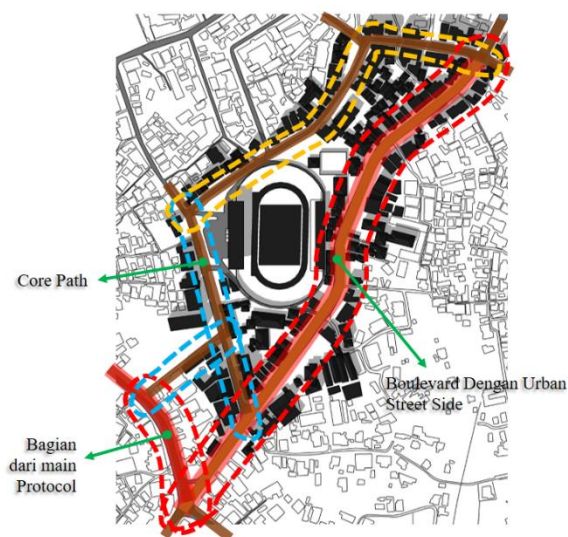 Core Path
Boulevard Dengan Urban
Street Side
Bagian
dari main
Protocol